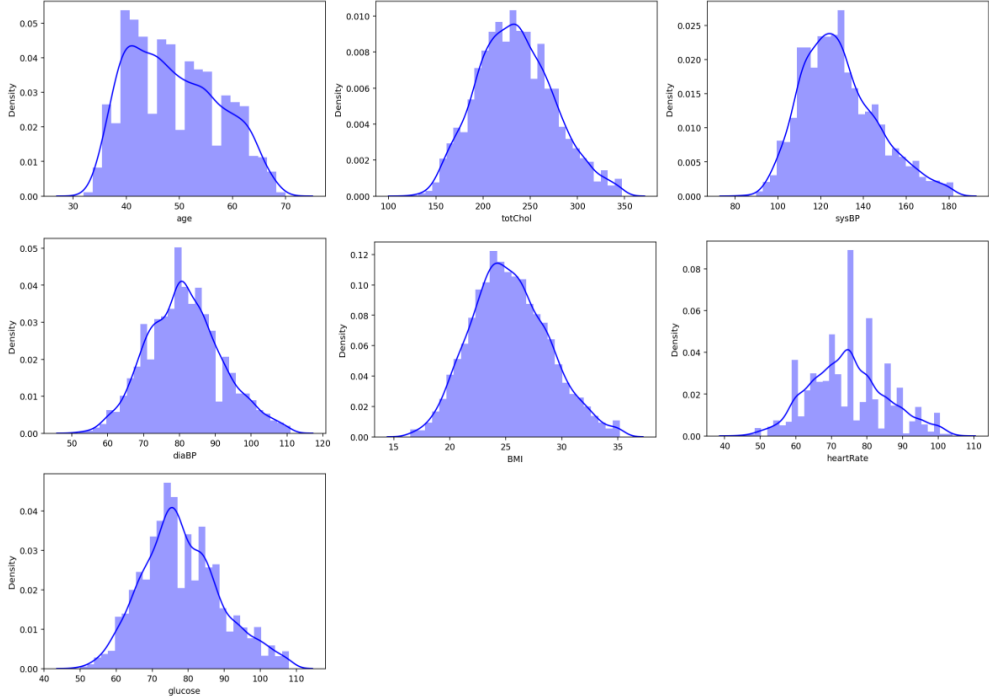 Density
0.05
0.04
0.03
0.02
0.01
0.00
30 40 50 60 70
age
Density
0.010
0.008
0.006
0.004
0.002
0.000
100 150 200 250 300 350
totChol
Density
0.025
0.020
0.015
0.010
0.005
0.000
80 100 120 140 160 180
sysBP
Density
0.05
0.04
0.03
0.02
0.01
0.00
50 60 70 80 90 100 110 120
diaBP
Density
0.12
0.10
0.08
0.06
0.04
0.02
0.00
15 20 25 30 35
BMI
Density
0.08
0.06
0.04
0.02
0.00
40 50 60 70 80 90 100 110
heartRate
Density
0.04
0.03
0.02
0.01
0.00
40 50 60 70 80 90 100 110
glucose